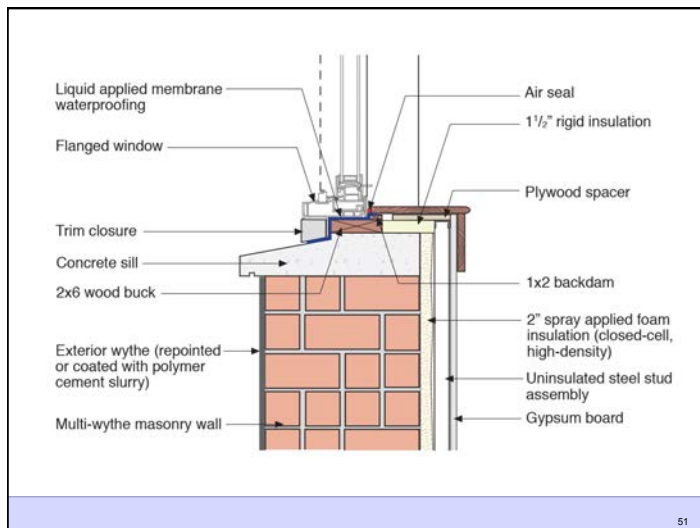 Liquid applied membrane
waterproofing
Flanged window
Trim closure
Concrete sill
2x6 wood buck
Exterior wythe (repointed
or coated with polymer
cement slurry)
Multi-wythe masonry wall
Air seal
1 1/2" rigid insulation
Plywood spacer
1x2 backdam
2" spray applied foam
insulation (closed-cell,
high-density)
Uninsulated steel stud
assembly
Gypsum board
51